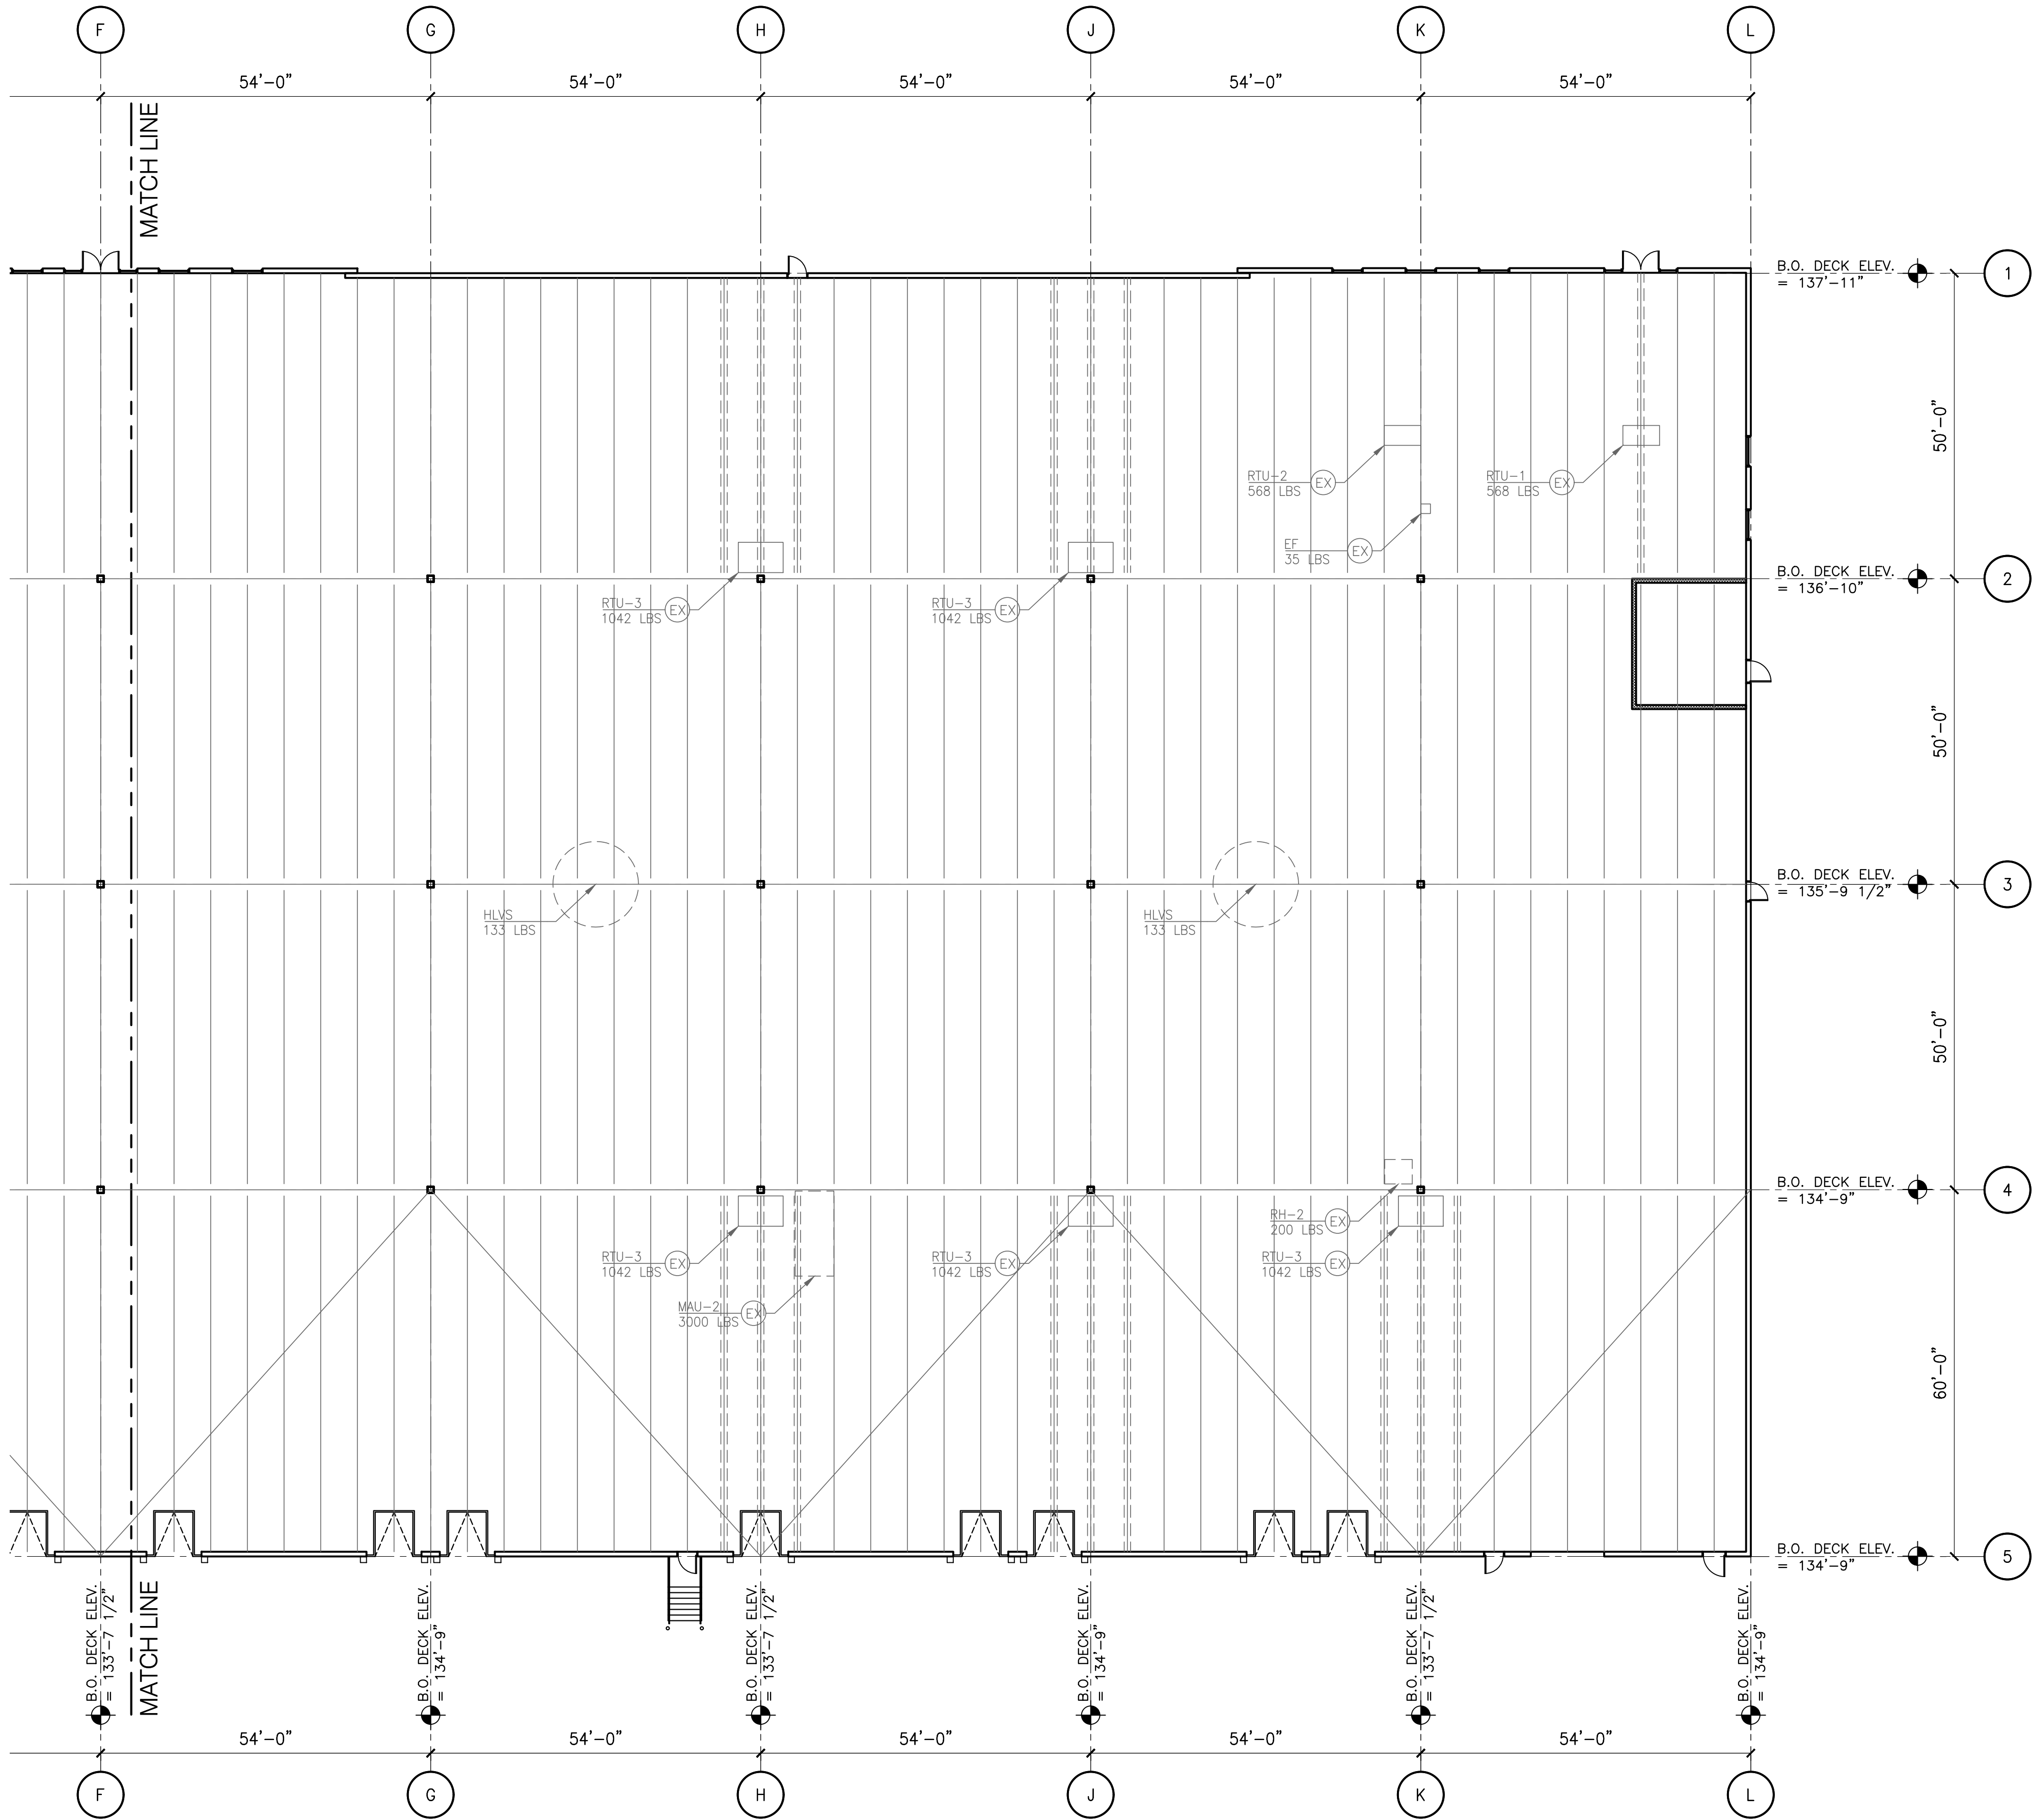 F
G
H
J
K
L
54'-0"
54'-0"
54'-0"
54'-0"
54'-0"
MATCH LINE
B.O. DECK ELEV.
= 137'-11"
1
50'-0"
RTU-2
568 LBS
EX
RTU-1
568 LBS
EX
EF
35 LBS
EX
B.O. DECK ELEV.
= 136'-10"
2
RTU-3
1042 LBS
EX
RTU-3
1042 LBS
EX
50'-0"
B.O. DECK ELEV.
= 135'-9 1/2"
3
HLVS
133 LBS
HLVS
133 LBS
50'-0"
B.O. DECK ELEV.
= 134'-9"
4
RH-2
200 LBS
EX
RTU-3
1042 LBS
EX
RTU-3
1042 LBS
EX
RTU-3
1042 LBS
EX
MAU-2
3000 LBS
EX
60'-0"
B.O. DECK ELEV.
= 134'-9"
5
B.O. DECK ELEV.
= 133'-7 1/2"
MATCH LINE
B.O. DECK ELEV.
= 134'-9"
B.O. DECK ELEV.
= 133'-7 1/2"
B.O. DECK ELEV.
= 134'-9"
B.O. DECK ELEV.
= 133'-7 1/2"
B.O. DECK ELEV.
= 134'-9"
54'-0"
54'-0"
54'-0"
54'-0"
54'-0"
F
G
H
J
K
L